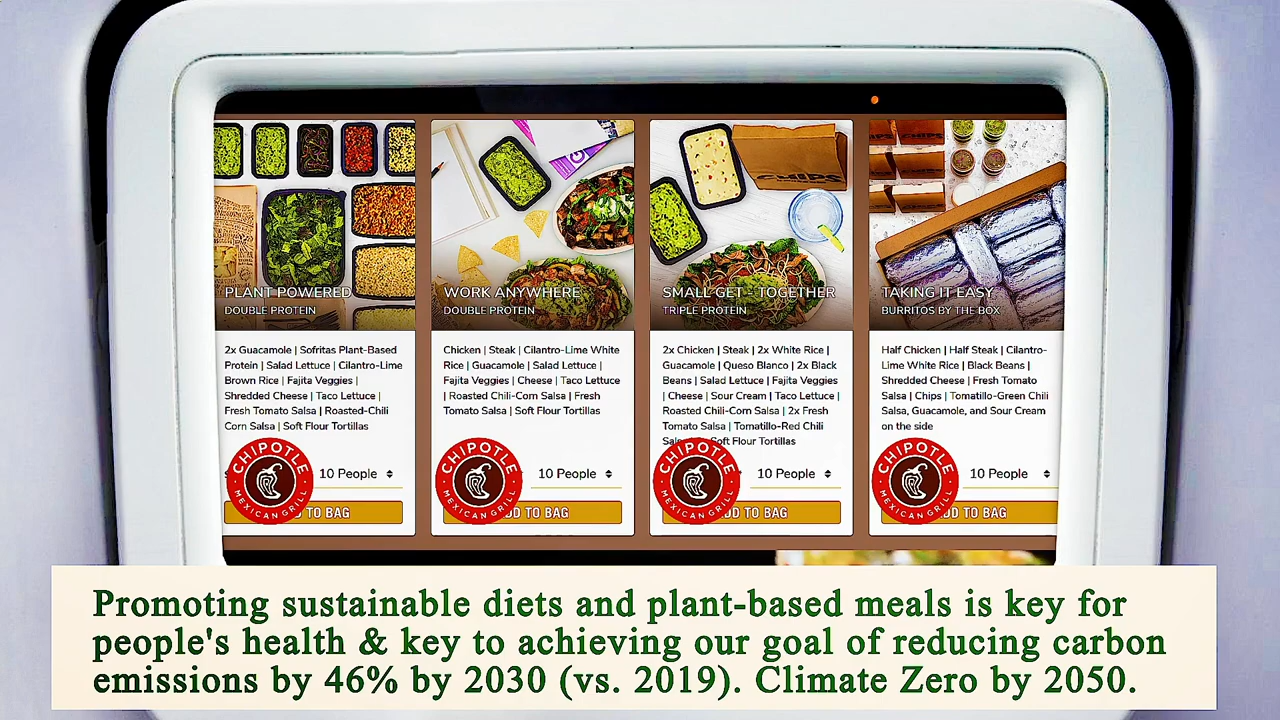 CHIPS
CHIPS
PLANT POWERED
DOUBLE PROTEIN
2x Guacamole | Sofritas Plant-Based
Protein | Salad Lettuce | Cilantro-Lime
Brown Rice | Fajita Veggies |
Shredded Cheese | Taco Lettuce |
Fresh Tomato Salsa | Roasted-Chili
Corn Salsa | Soft Flour Tortillas
CHIPOTLE
MEXICAN GRILL
10 People
D TO BAG
WORK ANYWHERE
DOUBLE PROTEIN
Chicken | Steak | Cilantro-Lime White
Rice | Guacamole | Salad Lettuce |
Fajita Veggies | Cheese | Taco Lettuce
| Roasted Chili-Corn Salsa | Fresh
Tomato Salsa | Soft Flour Tortillas
CHIPOTLE
MEXICAN GRILL
10 People
DD TO BAG
SMALL GET - TOGETHER
TRIPLE PROTEIN
2x Chicken | Steak | 2x White Rice |
Guacamole | Queso Blanco | 2x Black
Beans | Salad Lettuce | Fajita Veggies
| Cheese | Sour Cream | Taco Lettuce |
Roasted Chili-Corn Salsa | 2x Fresh
Tomato Salsa | Tomatillo-Red Chili
Soft Flour Tortillas
CHIPOTLE
MEXICAN GRILL
10 People
DD TO BAG
TAKING IT EASY
BURRITOS BY THE BOX
Half Chicken | Half Steak | Cilantro-
Lime White Rice | Black Beans |
Shredded Cheese | Fresh Tomato
Salsa | Chips | Tomatillo-Green Chili
Salsa, Guacamole, and Sour Cream
on the side
CHIPOTLE
MEXICAN GRILL
10 People
DD TO BAG
Promoting sustainable diets and plant-based meals is key for
people's health & key to achieving our goal of reducing carbon
emissions by 46% by 2030 (vs. 2019). Climate Zero by 2050.